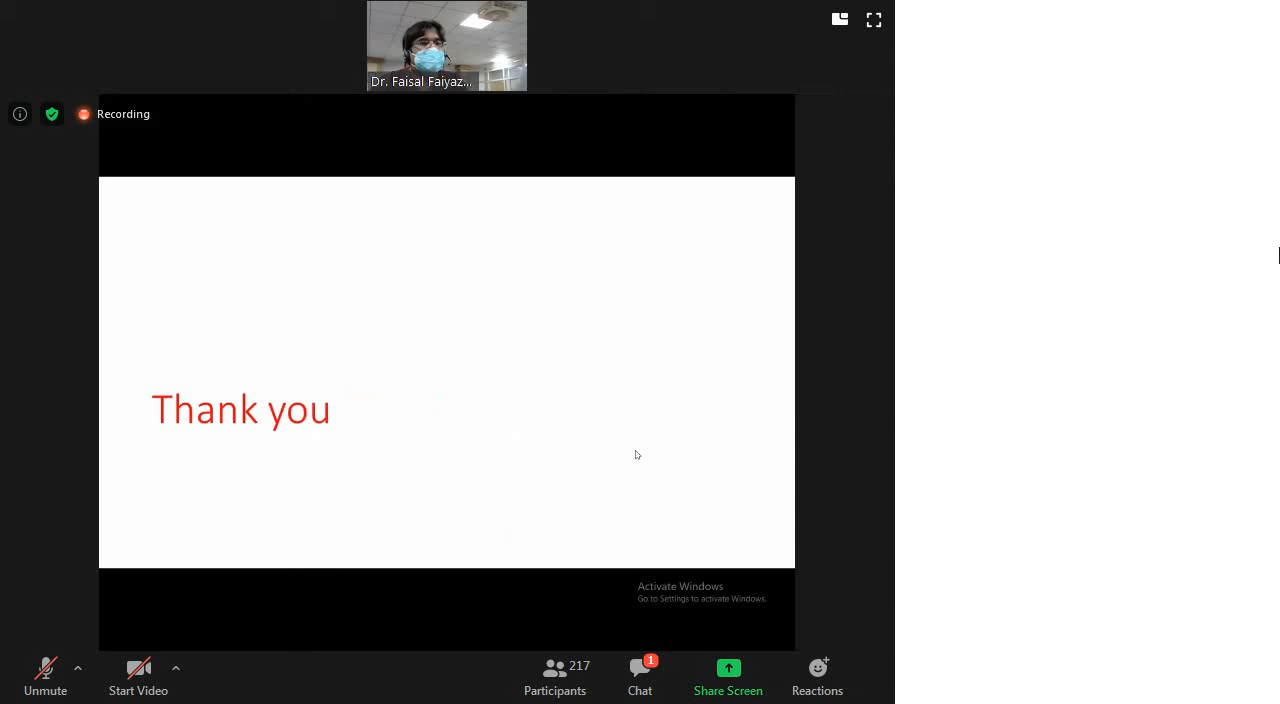 Dr. Faisal Faiyaz...
Recording
Thank you
Activate Windows
Go to Settings to activate Windows.
217
1
Unmute
Start Video
Participants
Chat
Share Screen
Reactions